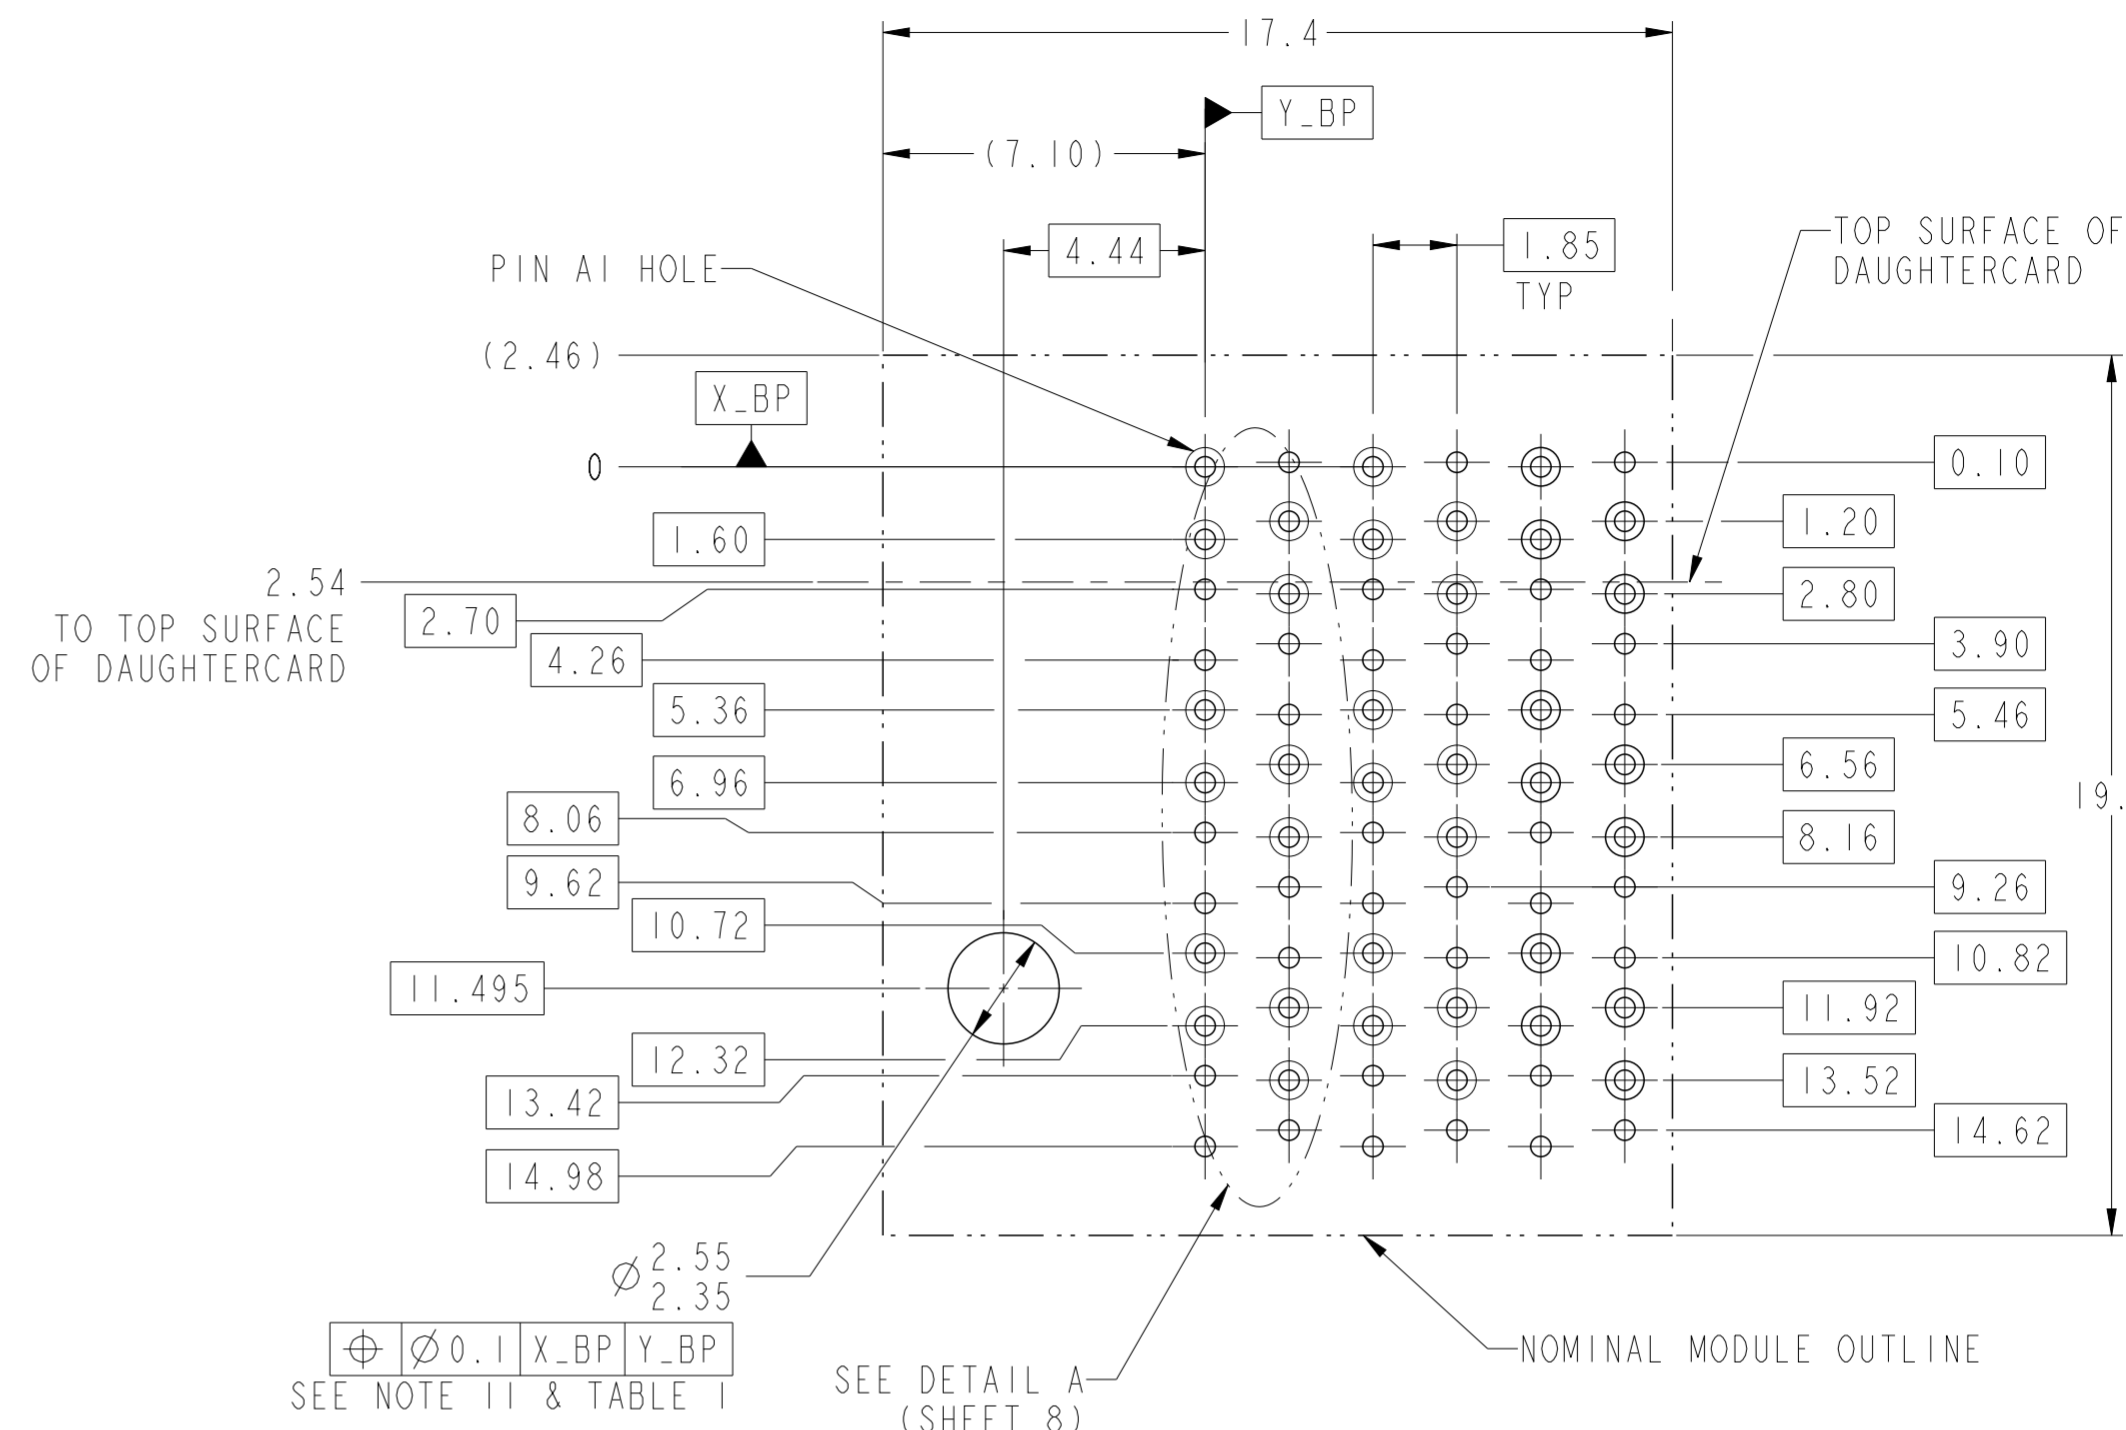 17.4
Y_BP
(7.10)
4.44
1.85
TYP
TOP SURFACE OF
DAUGHTERCARD
PIN A1 HOLE
(2.46)
X_BP
0
0.10
1.60
1.20
2.54
TO TOP SURFACE
OF DAUGHTERCARD
2.70
2.80
4.26
3.90
5.36
5.46
6.96
6.56
19.
8.06
8.16
9.62
9.26
10.72
10.82
11.495
11.92
12.32
13.42
13.52
14.98
14.62
⌀ 2.55
2.35
⌖ ⌀0.1 X_BP Y_BP
SEE NOTE 11 & TABLE 1
SEE DETAIL A
(SHEET 8)
NOMINAL MODULE OUTLINE